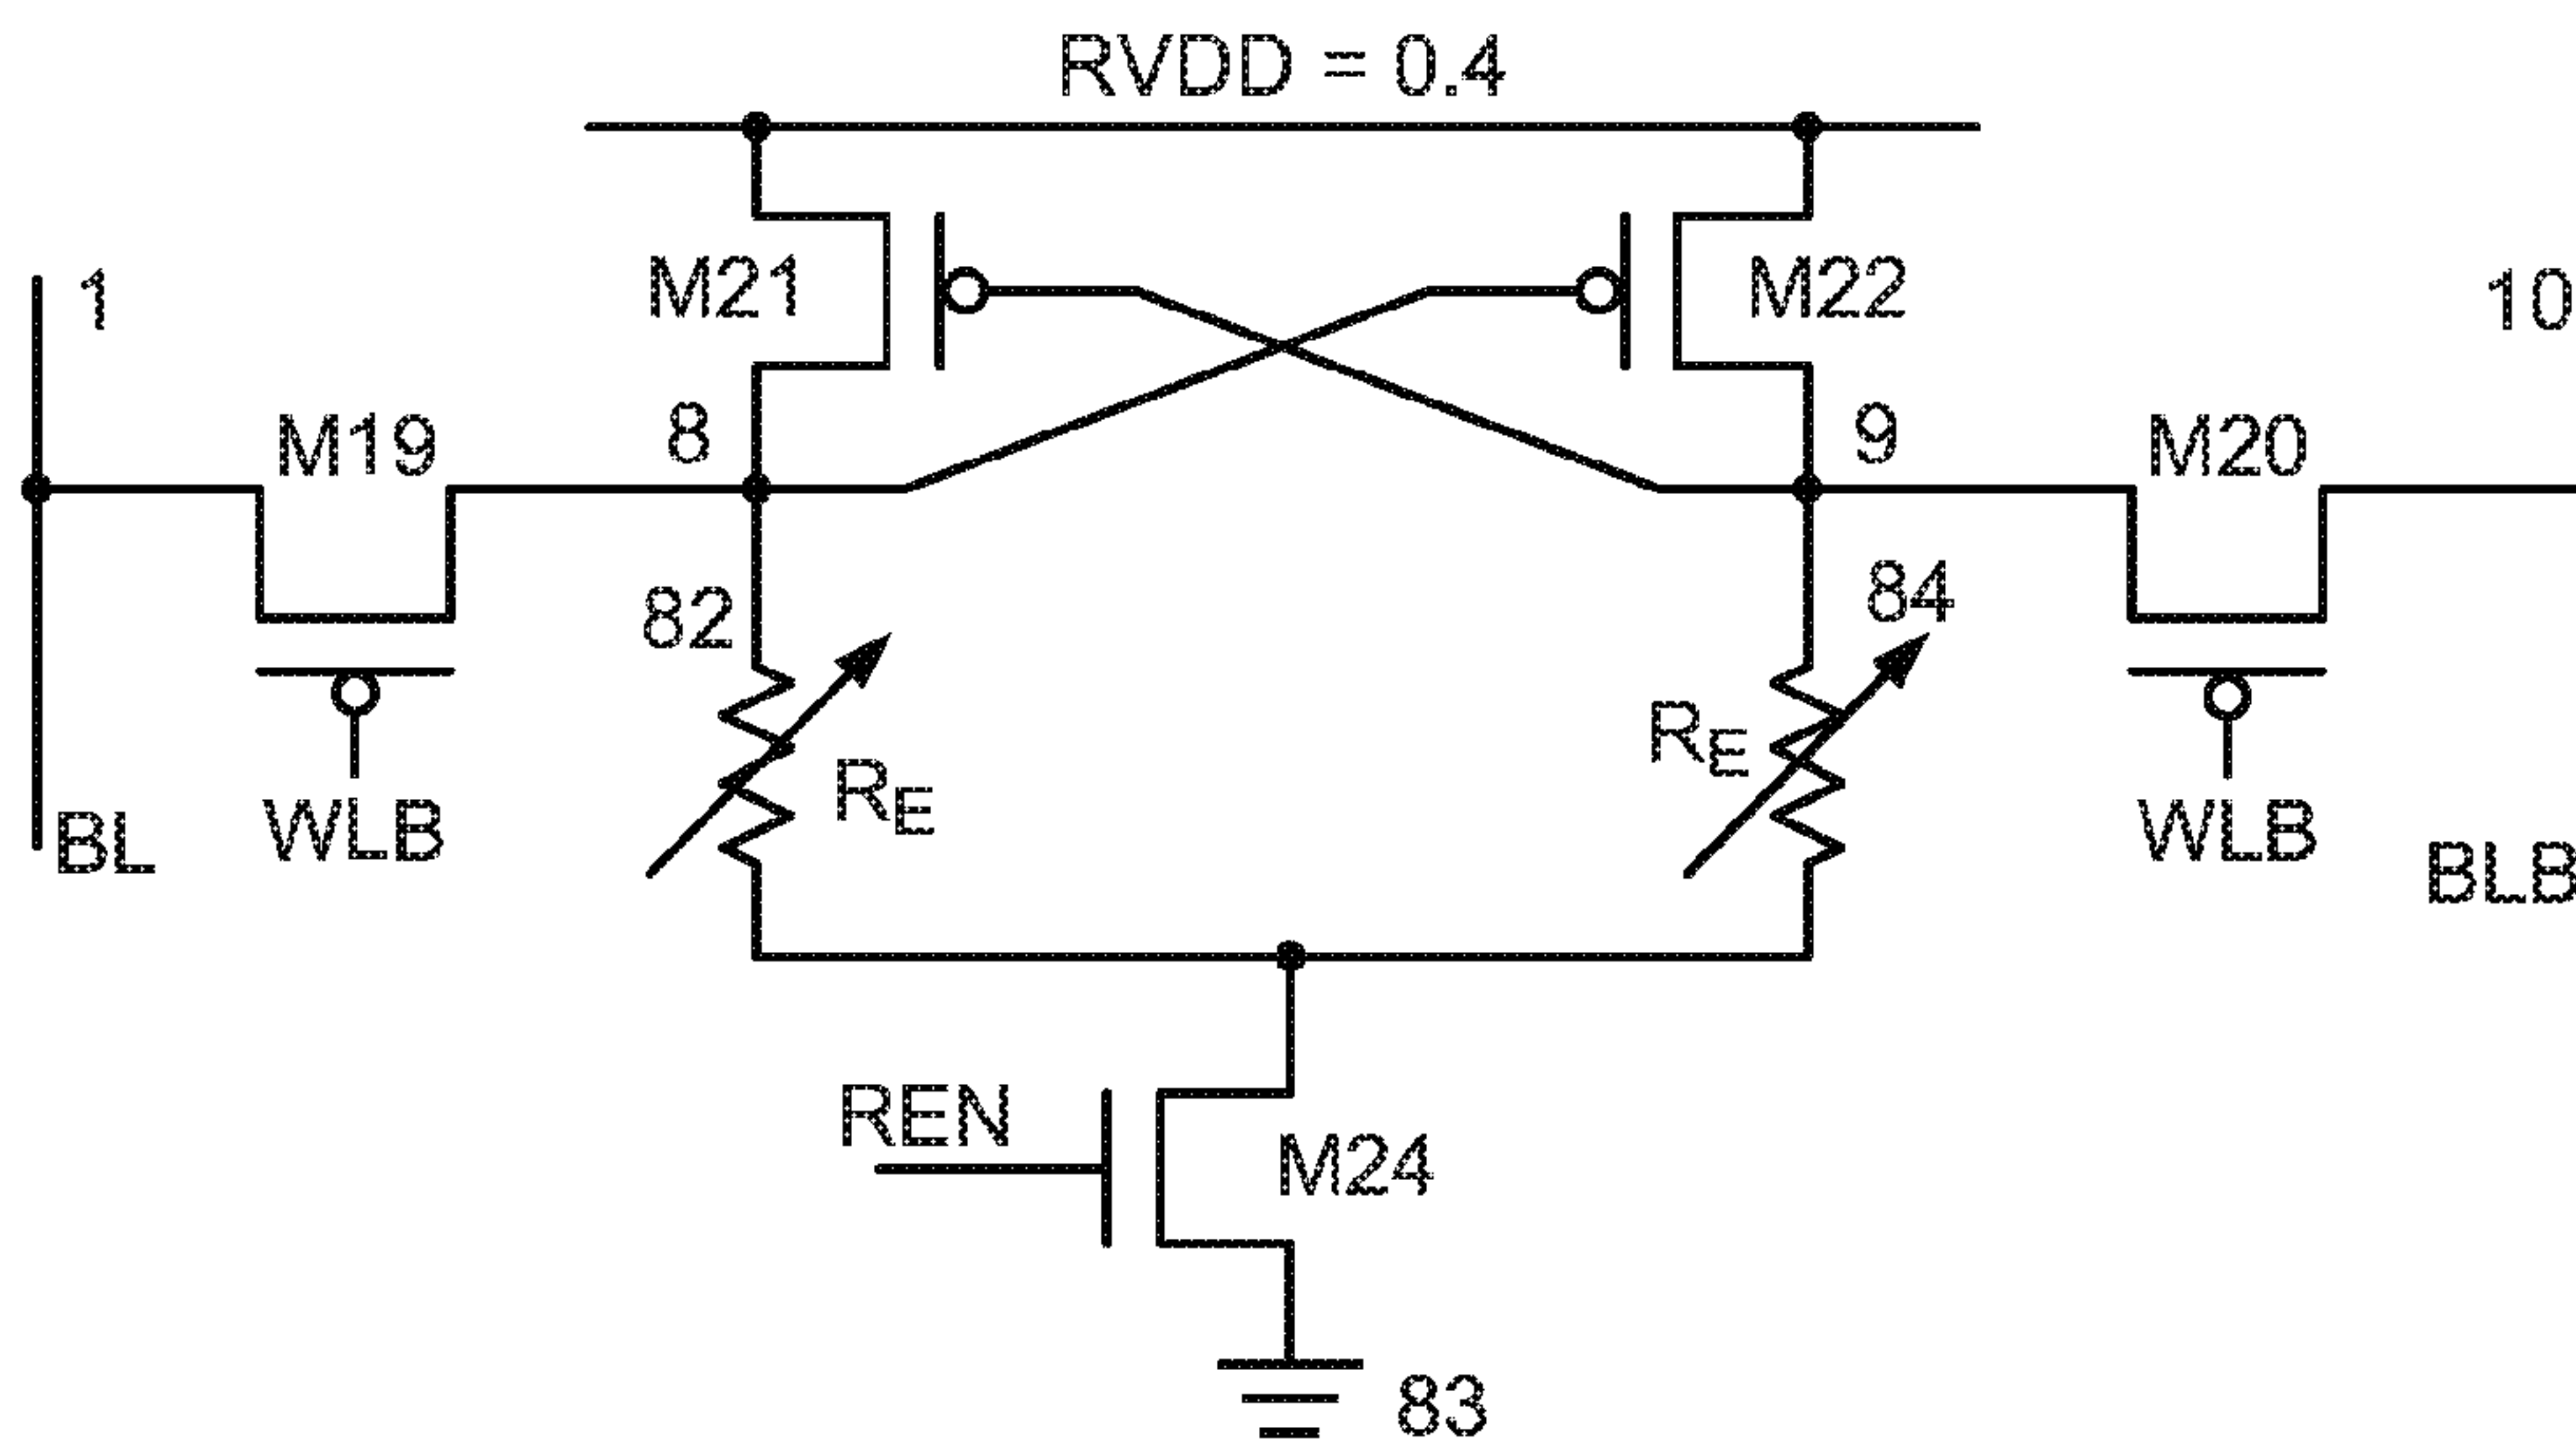 RVDD = 0.4
1
M21
M22
10
M19
8
9
M20
82
84
RE
RE
BL
WLB
WLB
BLB
REN
M24
83